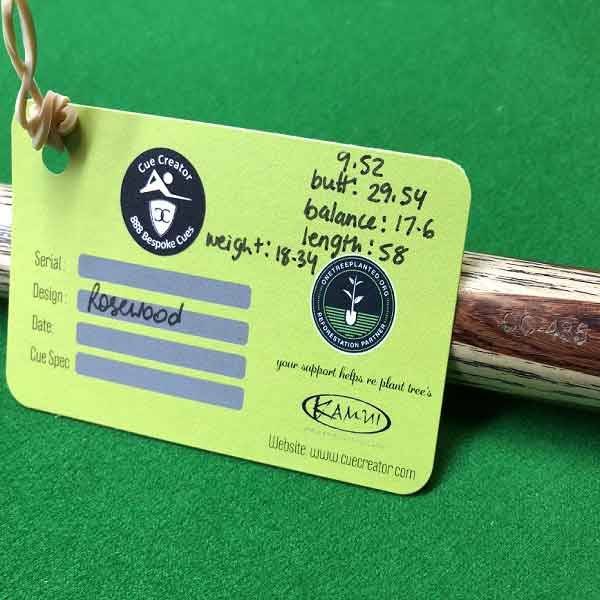 Cue Creator
888 Bespoke Cues
9.52
butt: 29.54
balance: 17.6
length: 58
weight: 18.34
ONETREEPLANTED.ORG
REFORESTATION PARTNER
Serial :
Design : Rosewood
Date:
Cue Spec
your support helps re plant tree's
KAMUI
Website: www.cuecreator.com